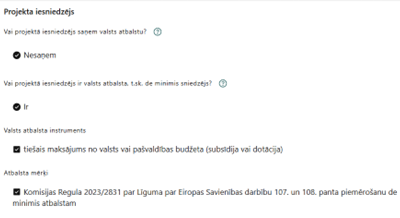 Projekta iesniedzējs
Vai projektā iesniedzējs saņem valsts atbalstu? ?
Nesaņem
Vai projektā iesniedzējs ir valsts atbalsta, t.sk. de minimis sniedzējs? ?
Ir
Valsts atbalsta instruments
tiešais maksājums no valsts vai pašvaldības budžeta (subsīdija vai dotācija)
Atbalsta mērķi
Komisijas Regula 2023/2831 par Līguma par Eiropas Savienības darbību 107. un 108. panta piemērošanu de
minimis atbalstam